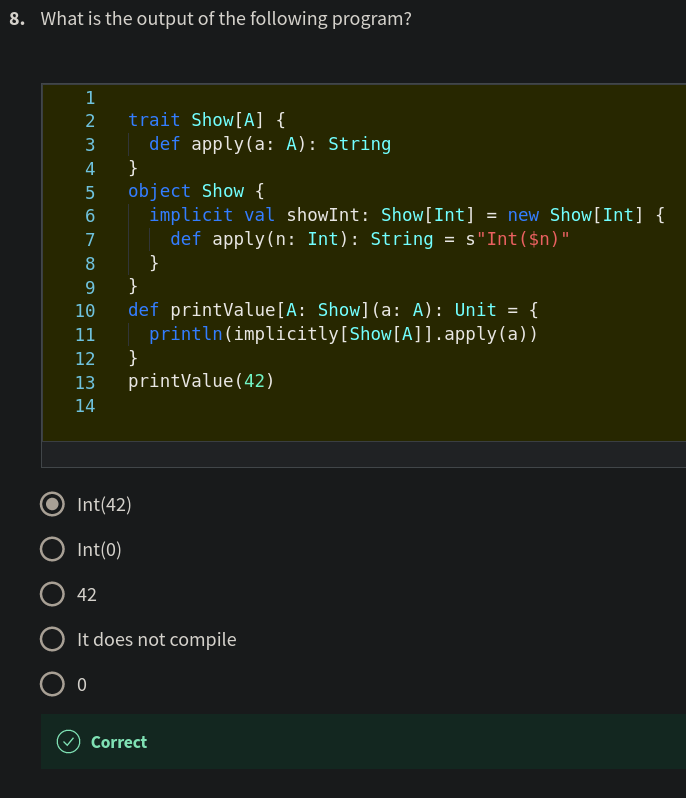 8. What is the output of the following program?
1
2 trait Show[A] {
3   def apply(a: A): String
4 }
5 object Show {
6   implicit val showInt: Show[Int] = new Show[Int] {
7     def apply(n: Int): String = s"Int($n)"
8   }
9 }
10 def printValue[A: Show](a: A): Unit = {
11   println(implicitly[Show[A]].apply(a))
12 }
13 printValue(42)
14
Int(42)
Int(0)
42
It does not compile
0
Correct